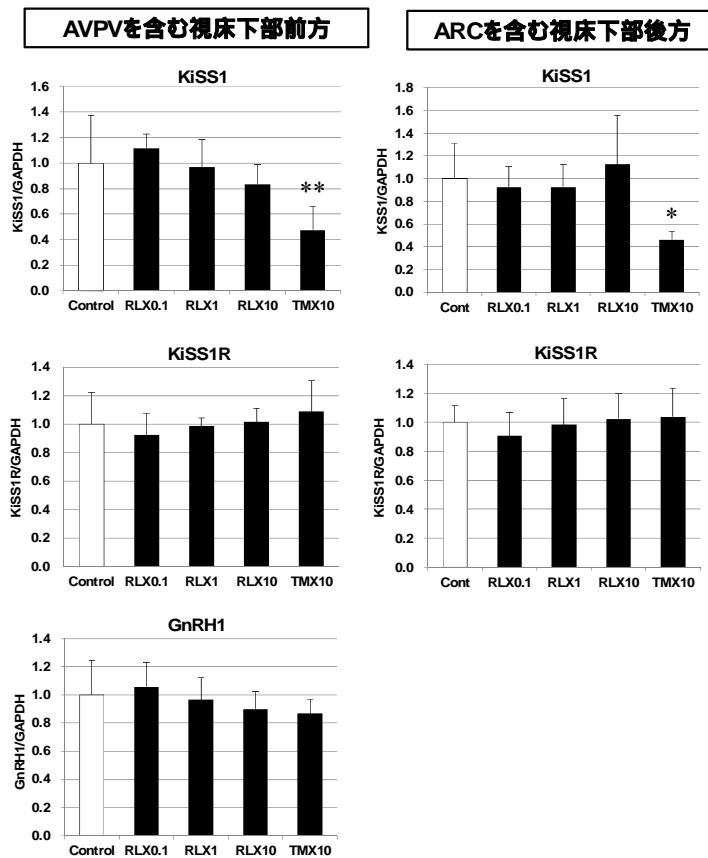 AVPVを含む視床下部前方
KiSS1
KiSS1/GAPDH
1.6
1.4
1.2
1.0
0.8
0.6
0.4
0.2
0.0
**
Control RLX0.1 RLX1 RLX10 TMX10
KiSS1R
KiSS1R/GAPDH
1.4
1.2
1.0
0.8
0.6
0.4
0.2
0.0
Control RLX0.1 RLX1 RLX10 TMX10
GnRH1
GnRH1/GAPDH
1.4
1.2
1.0
0.8
0.6
0.4
0.2
0.0
Control RLX0.1 RLX1 RLX10 TMX10
ARCを含む視床下部後方
KiSS1
KSS1/GAPDH
1.8
1.6
1.4
1.2
1.0
0.8
0.6
0.4
0.2
0.0
*
Cont RLX0.1 RLX1 RLX10 TMX10
KiSS1R
KiSS1R/GAPDH
1.4
1.2
1.0
0.8
0.6
0.4
0.2
0.0
Cont RLX0.1 RLX1 RLX10 TMX10